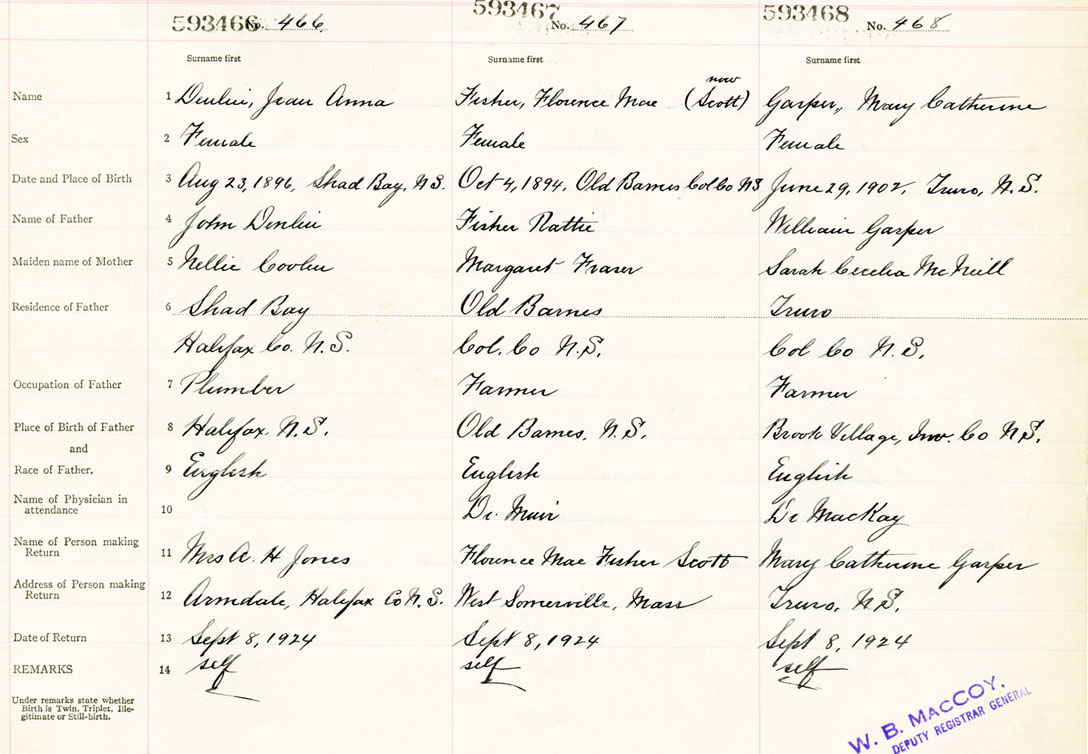 593466 No. 466 593467 No. 467 593468 No. 468
Surname first Surname first Surname first
now
Name 1 Denlin, Jean Anna Fisher, Florence Mae (Scott) Garper, Mary Catherine
Sex 2 Female Female Female
Date and Place of Birth 3 Aug 23, 1896, Shad Bay, N.S. Oct 4, 1894, Old Barnes Col Co NS June 29, 1902, Truro, N.S.
Name of Father 4 John Denlin Fisher Rattie William Garper
Maiden name of Mother 5 Nellie Margaret Fraser Sarah Cecelia McNeill
Residence of Father 6 Shad Bay Old Barnes Truro
Halifax Co. N.S. Col. Co N.S. Col Co N.S.
Occupation of Father 7 Plumber Farmer Farmer
Place of Birth of Father 8 Halifax. N.S. Old Barnes, N.S. Brook Village, Inv. Co N.S.
and
Race of Father. 9 English English English
Name of Physician in
attendance 10 Dr. Muir Dr MacKay
Name of Person making
Return 11 Mrs A. H Jones Florence Mae Fisher Scott Mary Catherine Garper
Address of Person making
Return 12 Armdale, Halifax Co N.S. West Somerville, Mass Truro, N.S.
Date of Return 13 Sept 8, 1924 Sept 8, 1924 Sept 8, 1924
REMARKS 14 self self self
Under remarks state whether
Birth is Twin, Triplet, Ille-
gitimate or Still-birth.
W. B. MACCOY.
DEPUTY REGISTRAR GENERAL